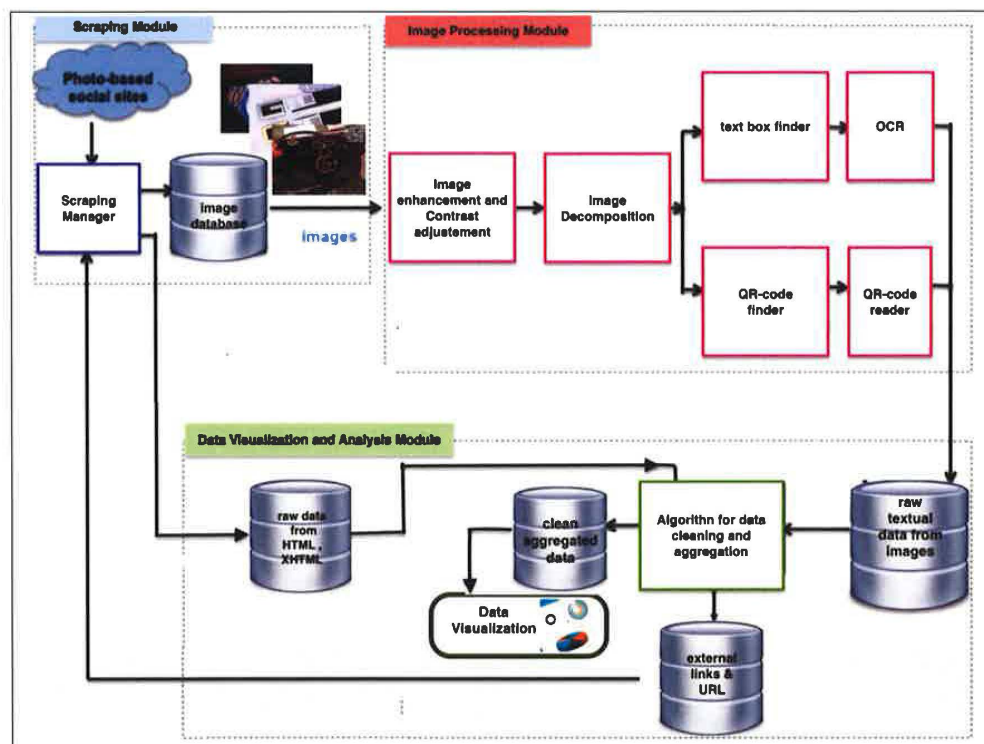 Scraping Module
Photo-based
social sites
Scraping
Manager
image
database
images
Image Processing Module
Image
enhancement and
Contrast
adjustement
Image
Decomposition
text box finder
OCR
QR-code
finder
QR-code
reader
Data Visualization and Analysis Module
raw data
from
HTML,
XHTML
clean
aggregated
data
Algorithn for data
cleaning and
aggregation
raw
textual
data from
images
Data
Visualization
external
links &
URL